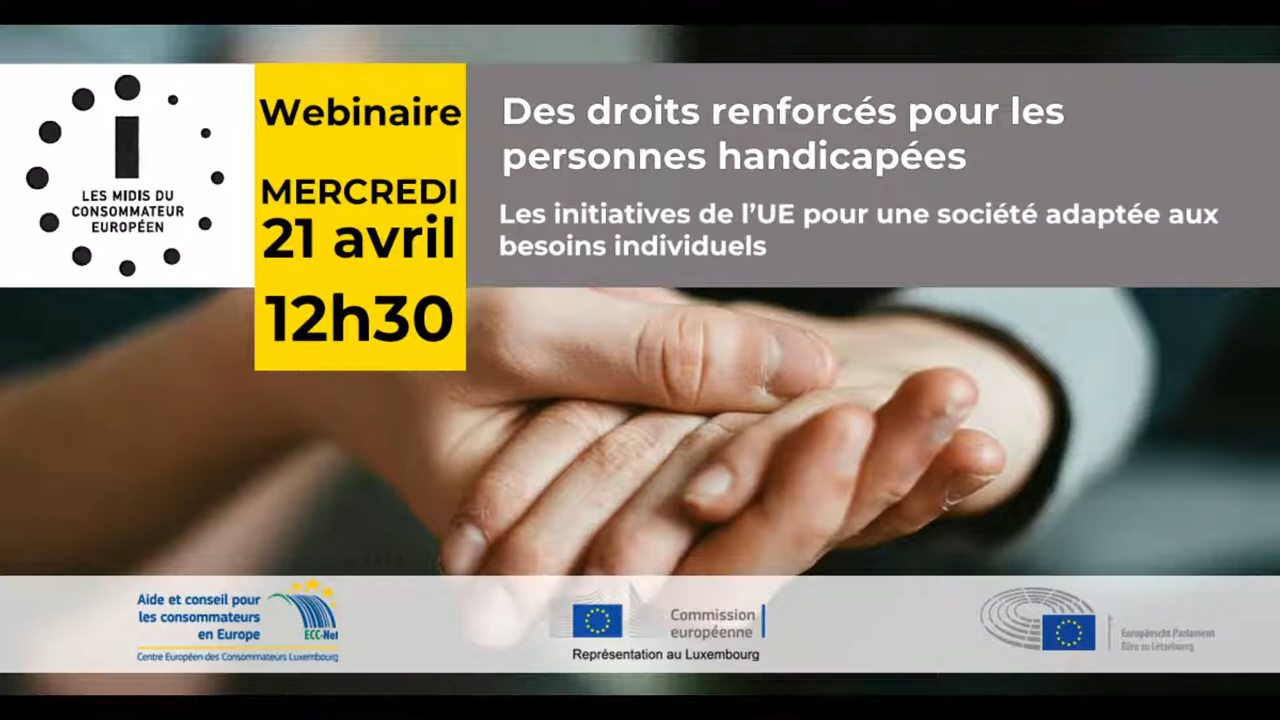 LES MIDIS DU
CONSOMMATEUR
EUROPÉEN
Webinaire
MERCREDI
21 avril
12h30
Des droits renforcés pour les
personnes handicapées
Les initiatives de l'UE pour une société adaptée aux
besoins individuels
Aide et conseil pour
les consommateurs
en Europe
ECC-Net
Centre Européen des Consommateurs Luxembourg
Commission
européenne
Représentation au Luxembourg
Europäescht Parlament
Büro zu Lëtzebuerg